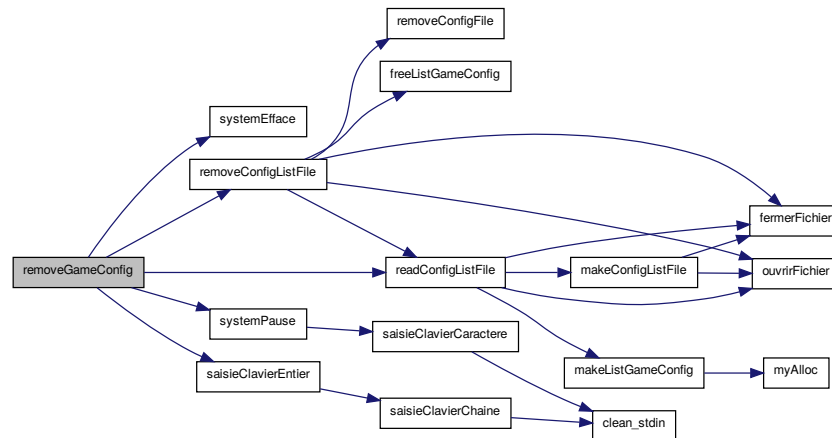 removeConfigFile
freeListGameConfig
systemEfface
removeConfigListFile
fermerFichier
removeGameConfig
readConfigListFile
makeConfigListFile
ouvrirFichier
systemPause
saisieClavierCaractere
saisieClavierEntier
makeListGameConfig
myAlloc
saisieClavierChaine
clean_stdin